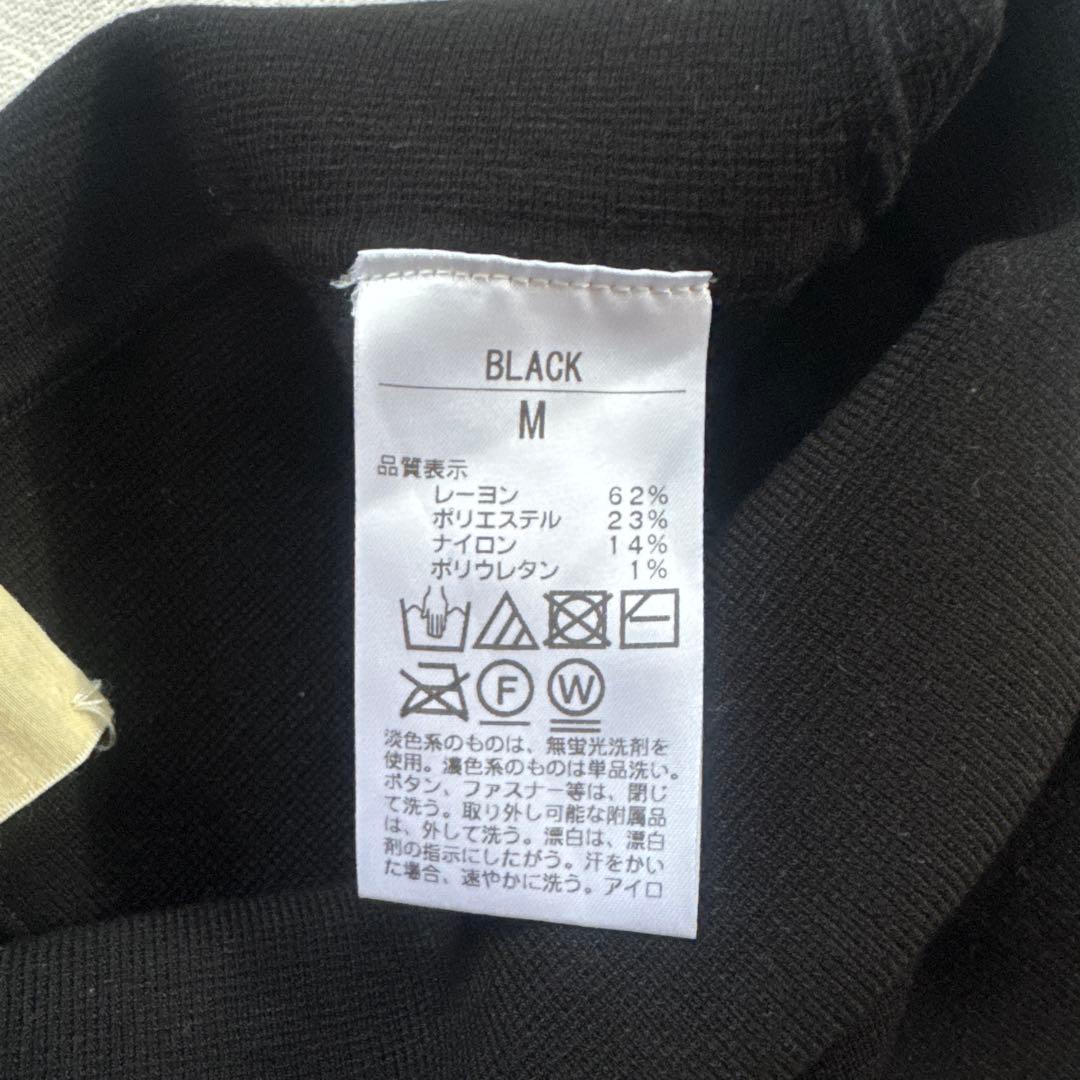 BLACK
M
品質表示
レーヨン 62%
ポリエステル 23%
ナイロン 14%
ポリウレタン 1%
F W
淡色系のものは、無蛍光洗剤を
使用。濃色系のものは単品洗い。
ボタン、ファスナー等は、閉じ
て洗う。取り外し可能な附属品
は、外して洗う。漂白は、漂白
剤の指示にしたがう。汗をかい
た場合、速やかに洗う。アイロ